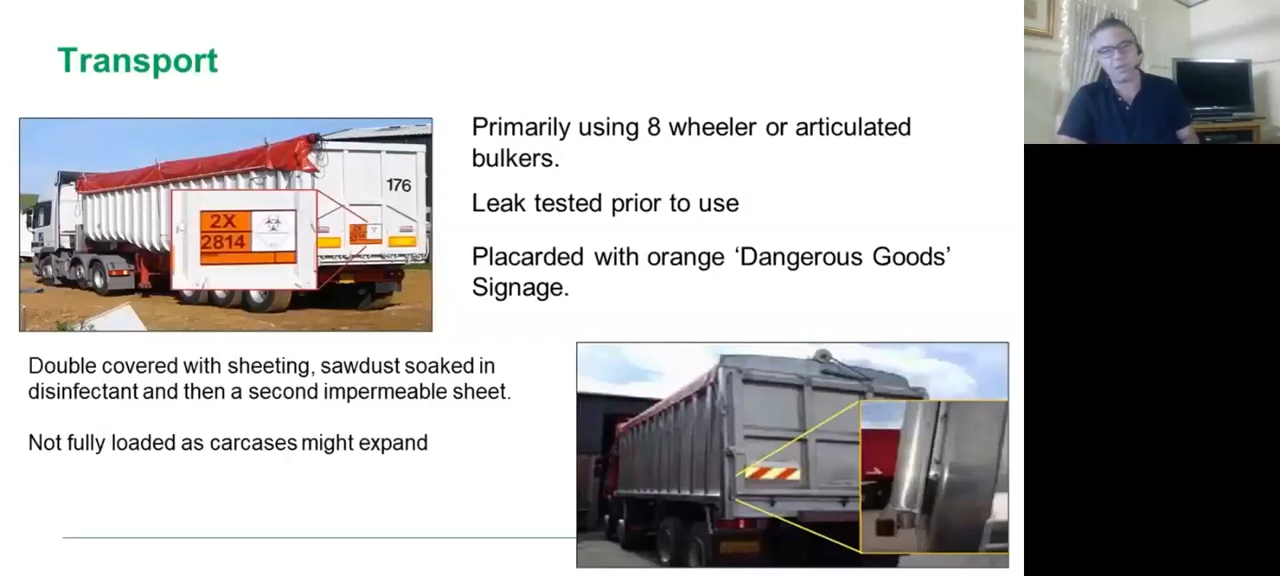 Transport
176
2X
2814
Primarily using 8 wheeler or articulated
bulkers.
Leak tested prior to use
Placarded with orange ‘Dangerous Goods’
Signage.
Double covered with sheeting, sawdust soaked in
disinfectant and then a second impermeable sheet.
Not fully loaded as carcases might expand